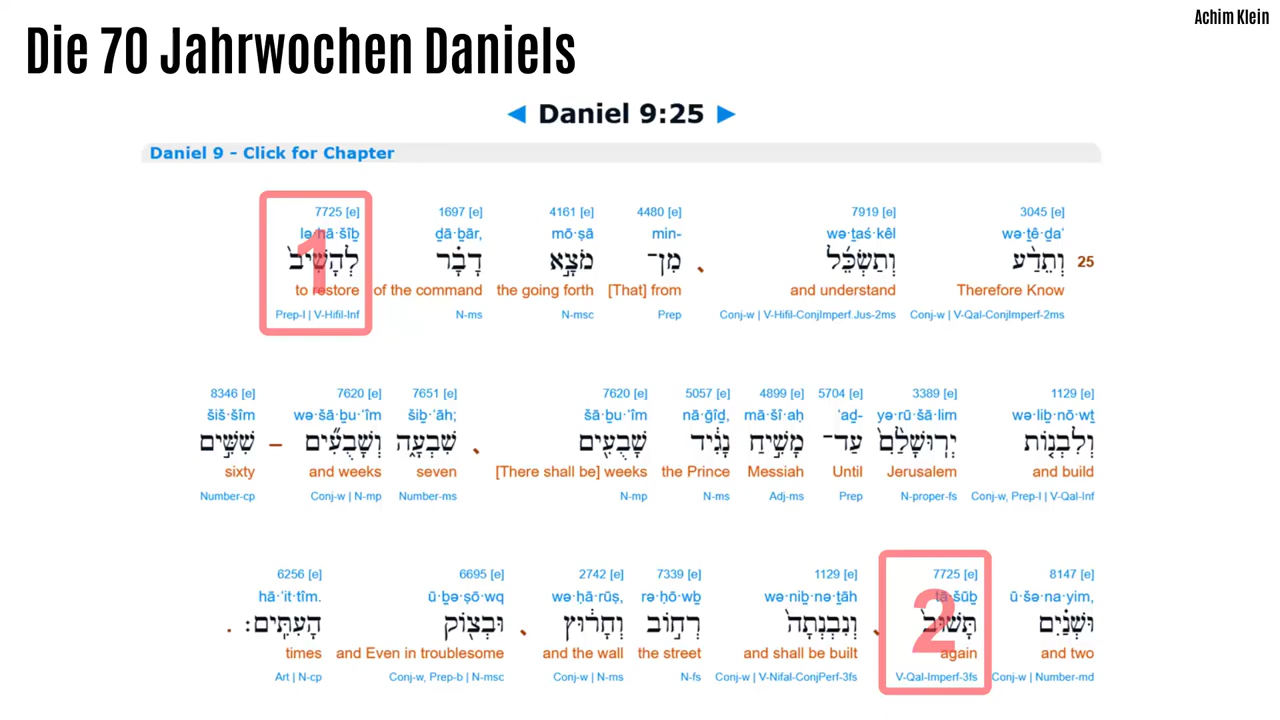 Achim Klein
Die 70 Jahrwochen Daniels
◄ Daniel 9:25 ►
Daniel 9 - Click for Chapter
7725 [e] 1697 [e] 4161 [e] 4480 [e] 7919 [e] 3045 [e]
lə·hā·šîḇ dā·ḇār, mō·ṣā min- wə·ṯaś·kêl wə·ṯê·ḏa‘
25 וְתֵדַ֨ע וְתַשְׂכֵּ֜ל ، מִן־ מֹצָ֣א דָבָ֗ר לְהָשִׁיב֙
to restore of the command the going forth [That] from and understand Therefore Know
Prep-l | V-Hifil-Inf N-ms N-msc Prep Conj-w | V-Hifil-ConjImperf.Jus-2ms Conj-w | V-Qal-ConjImperf-2ms
1
8346 [e] 7620 [e] 7651 [e] 7620 [e] 5057 [e] 4899 [e] 5704 [e] 3389 [e] 1129 [e]
šiš·šîm wə·šā·ḇu·‘îm šiḇ·‘āh; šā·ḇu·‘îm nā·ḡîḏ, mā·šî·aḥ ‘aḏ- yə·rū·šā·lim wə·liḇ·nō·wṯ
וְלִבְנ֤וֹת יְרֽוּשָׁלִַ֙ם֙ עַד־ מָשִׁ֣יחַ נָגִ֔יד שָׁבֻעִ֖ים ، שִׁבְעָ֑ה וְשָׁבֻעִ֞ים – שִׁשִּׁ֣ים
sixty and weeks seven [There shall be] weeks the Prince Messiah Until Jerusalem and build
Number-cp Conj-w | N-mp Number-ms N-mp N-ms Adj-ms Prep N-proper-fs Conj-w, Prep-l | V-Qal-Inf
6256 [e] 6695 [e] 2742 [e] 7339 [e] 1129 [e] 7725 [e] 8147 [e]
hā·‘it·tîm. ū·ḇə·ṣō·wq wə·ḥā·rūṣ, rə·ḥō·wḇ wə·niḇ·nə·ṯāh tā·šūḇ ū·šə·na·yim,
וּשְׁנַ֗יִם תָּשׁוּב֙ ، וְנִבְנְתָה֙ רְח֣וֹב וְחָר֔וּץ ، וּבְצ֖וֹק הָעִתִּֽים׃ .
times and Even in troublesome and the wall the street and shall be built again and two
Art | N-cp Conj-w, Prep-b | N-msc Conj-w | N-ms N-fs Conj-w | V-Nifal-ConjPerf-3fs V-Qal-Imperf-3fs Conj-w | Number-md
2